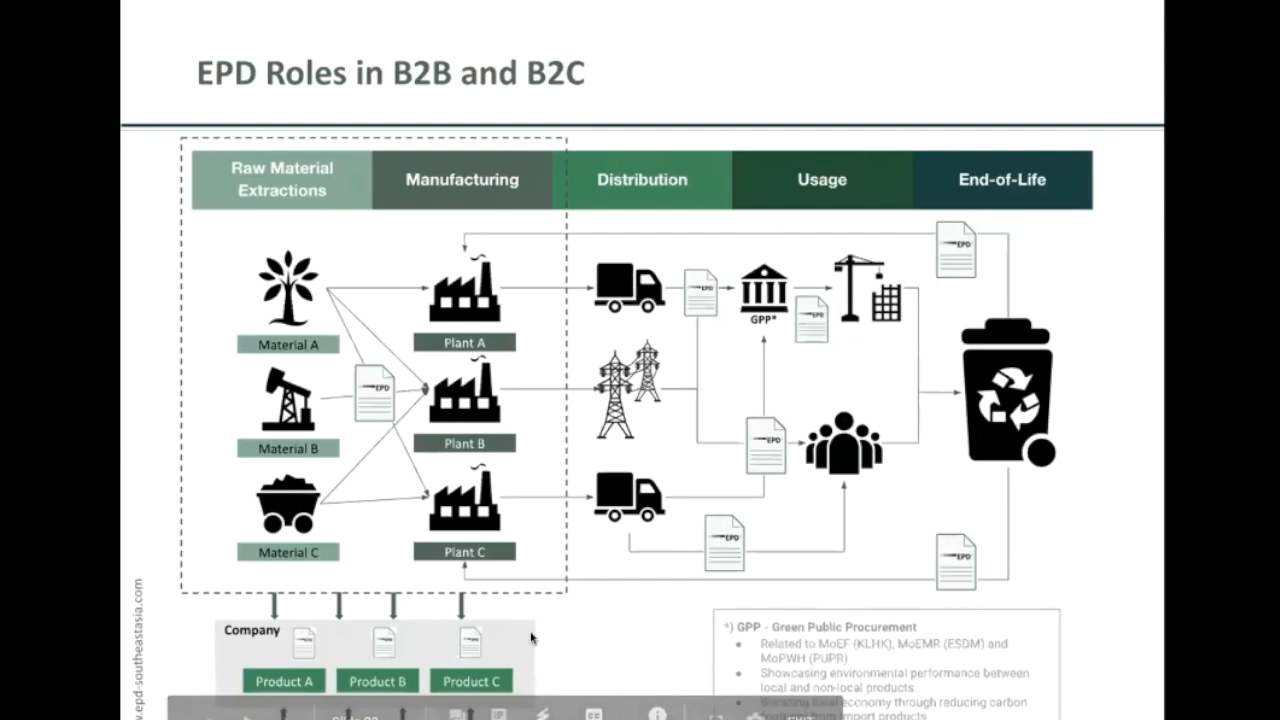 EPD Roles in B2B and B2C
Raw Material
Extractions
Manufacturing
Distribution
Usage
End-of-Life
EPD
EPD
GPP*
EPD
Material A
Plant A
EPD
Material B
Plant B
EPD
Material C
Plant C
EPD
EPD
Company
Product A
Product B
Product C
*) GPP - Green Public Procurement
Related to MoEF (KLHK), MoEMR (ESDM) and
MoPWH (PUPR)
Showcasing environmental performance between
local and non-local products
economy through reducing carbon
from import products
w.epd-southeastasia.com